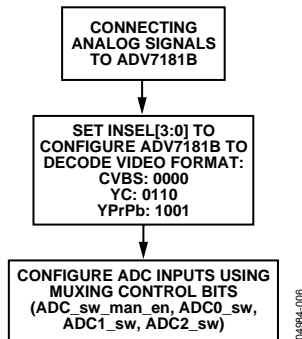 CONNECTING
ANALOG SIGNALS
TO ADV7181B
SET INSEL[3:0] TO
CONFIGURE ADV7181B TO
DECODE VIDEO FORMAT:
CVBS: 0000
YC: 0110
YPrPb: 1001
CONFIGURE ADC INPUTS USING
MUXING CONTROL BITS
(ADC_sw_man_en, ADC0_sw,
ADC1_sw, ADC2_sw)
04984-006